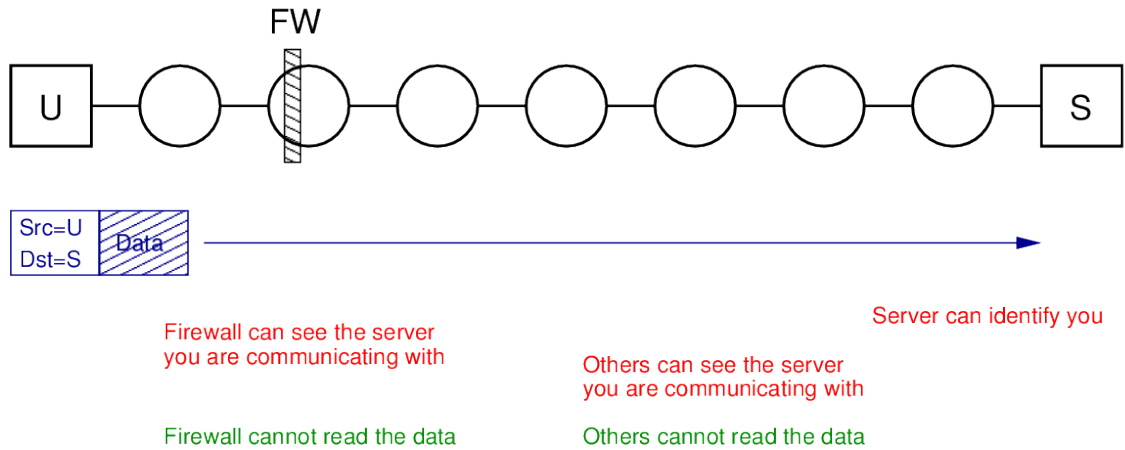 FW
U
S
Src=U
Dst=S
Data
Server can identify you
Firewall can see the server
you are communicating with
Others can see the server
you are communicating with
Firewall cannot read the data
Others cannot read the data